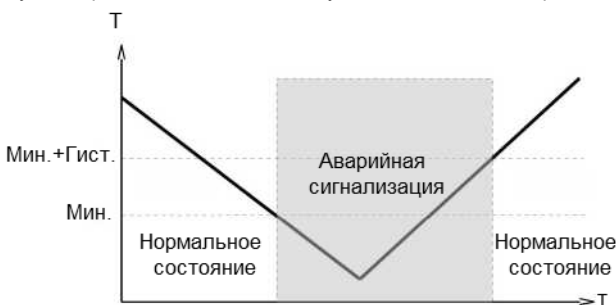 T
Мин.+Гист.
Аварийная
сигнализация
Мин.
Нормальное
состояние
Нормальное
состояние
T